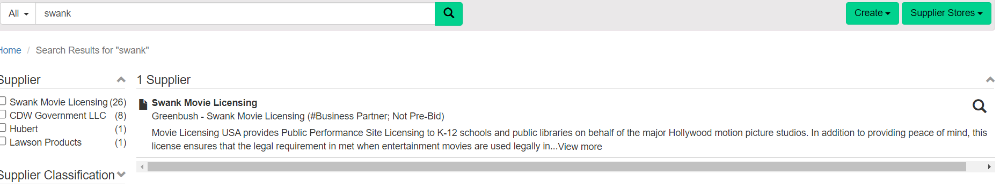 All swank Create Supplier Stores
Home / Search Results for "swank"
Supplier
Swank Movie Licensing (26)
CDW Government LLC (8)
Hubert (1)
Lawson Products (1)
Supplier Classification
1 Supplier
Swank Movie Licensing
Greenbush - Swank Movie Licensing (#Business Partner; Not Pre-Bid)
Movie Licensing USA provides Public Performance Site Licensing to K-12 schools and public libraries on behalf of the major Hollywood motion picture studios. In addition to providing peace of mind, this
license ensures that the legal requirement in met when entertainment movies are used legally in...View more